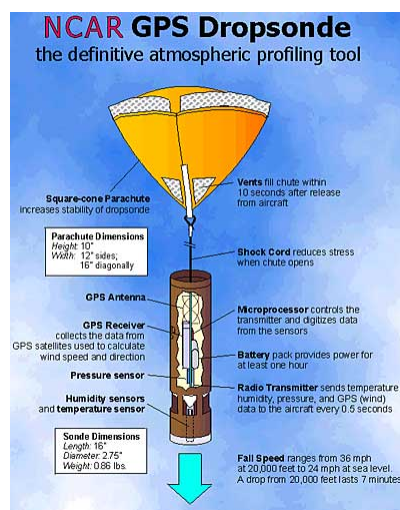 NCAR GPS Dropsonde
the definitive atmospheric profiling tool
Square-cone Parachute
increases stability of dropsonde
Vents fill chute within
10 seconds after release
from aircraft
Parachute Dimensions
Height: 10"
Width: 12" sides;
16" diagonally
Shock Cord reduces stress
when chute opens
GPS Antenna
GPS Receiver
collects the data from
GPS satellites used to calculate
wind speed and direction
Pressure sensor
Humidity sensors
and temperature sensor
Microprocessor controls the
transmitter and digitizes data
from the sensors
Battery pack provides power for
at least one hour
Radio Transmitter sends temperature
humidity, pressure, and GPS (wind)
data to the aircraft every 0.5 seconds
Sonde Dimensions
Length: 16"
Diameter: 2.75"
Weight: 0.86 lbs.
Fall Speed ranges from 36 mph
at 20,000 feet to 24 mph at sea level.
A drop from 20,000 feet lasts 7 minutes